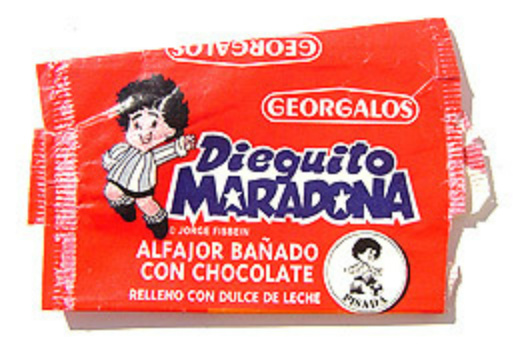 GEORGALOS
GEORGALOS
Dieguito
MARADONA
© JORGE FISBEIN
ALFAJOR BAÑADO
CON CHOCOLATE
RELLENO CON DULCE DE LECHE
PISADA